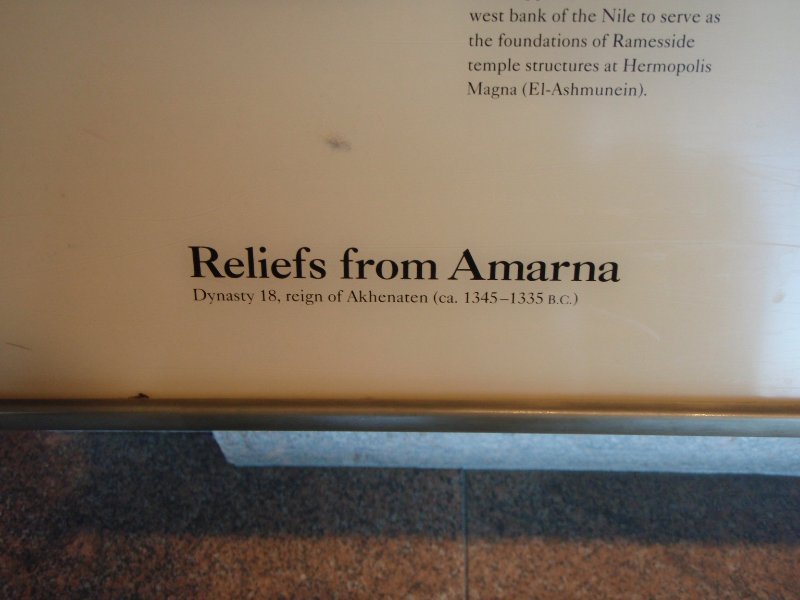 west bank of the Nile to serve as
the foundations of Ramesside
temple structures at Hermopolis
Magna (El-Ashmunein).
Reliefs from Amarna
Dynasty 18, reign of Akhenaten (ca. 1345–1335 B.C.)